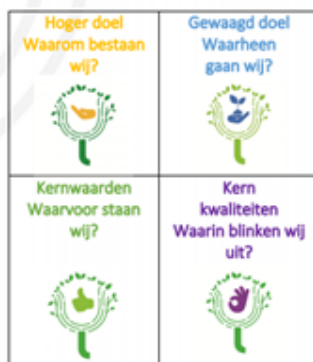 Hoger doel
Waarom bestaan
wij?
Gewaagd doel
Waarheen
gaan wij?
Kernwaarden
Waarvoor staan
wij?
Kern
kwaliteiten
Waarin blinken wij
uit?